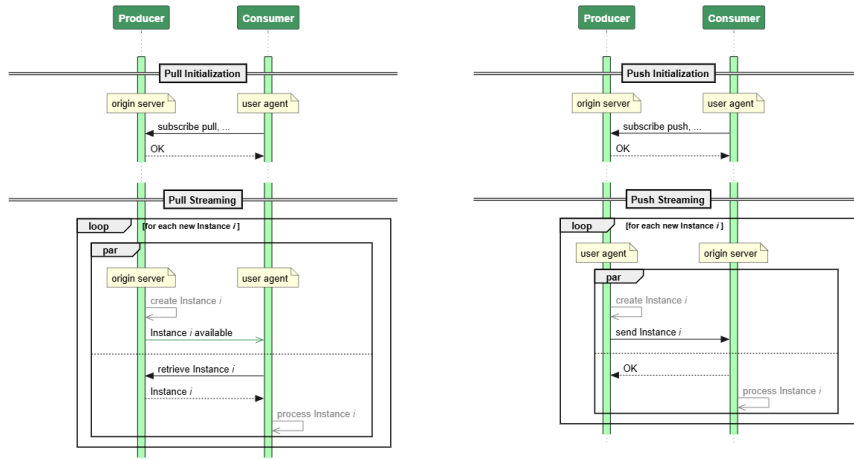 Producer
Consumer
Pull Initialization
origin server
user agent
subscribe pull, ...
OK
Pull Streaming
loop
[for each new Instance i ]
par
origin server
user agent
create Instance i
Instance i available
retrieve Instance i
Instance i
process Instance i
Producer
Consumer
Push Initialization
origin server
user agent
subscribe push, ...
OK
Push Streaming
loop
[for each new Instance i ]
user agent
origin server
par
create Instance i
send Instance i
OK
process Instance i